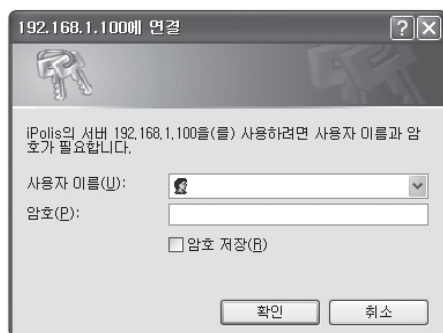 192.168.1.100에 연결
iPolis의 서버 192.168.1.100을(를) 사용하려면 사용자 이름과 암
호가 필요합니다.
사용자 이름(U):
암호(P):
암호 저장(R)
확인 취소